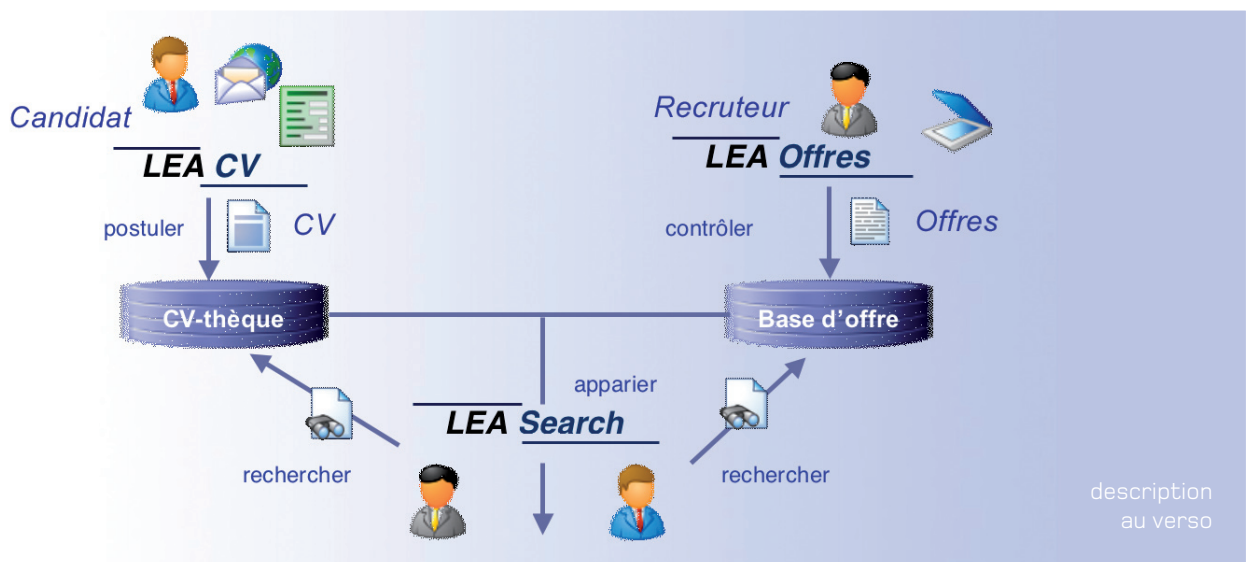 Candidat
LEA CV
postuler
CV
CV-thèque
Recruteur
LEA Offres
contrôler
Offres
Base d'offre
apparier
LEA Search
rechercher
rechercher
description
au verso